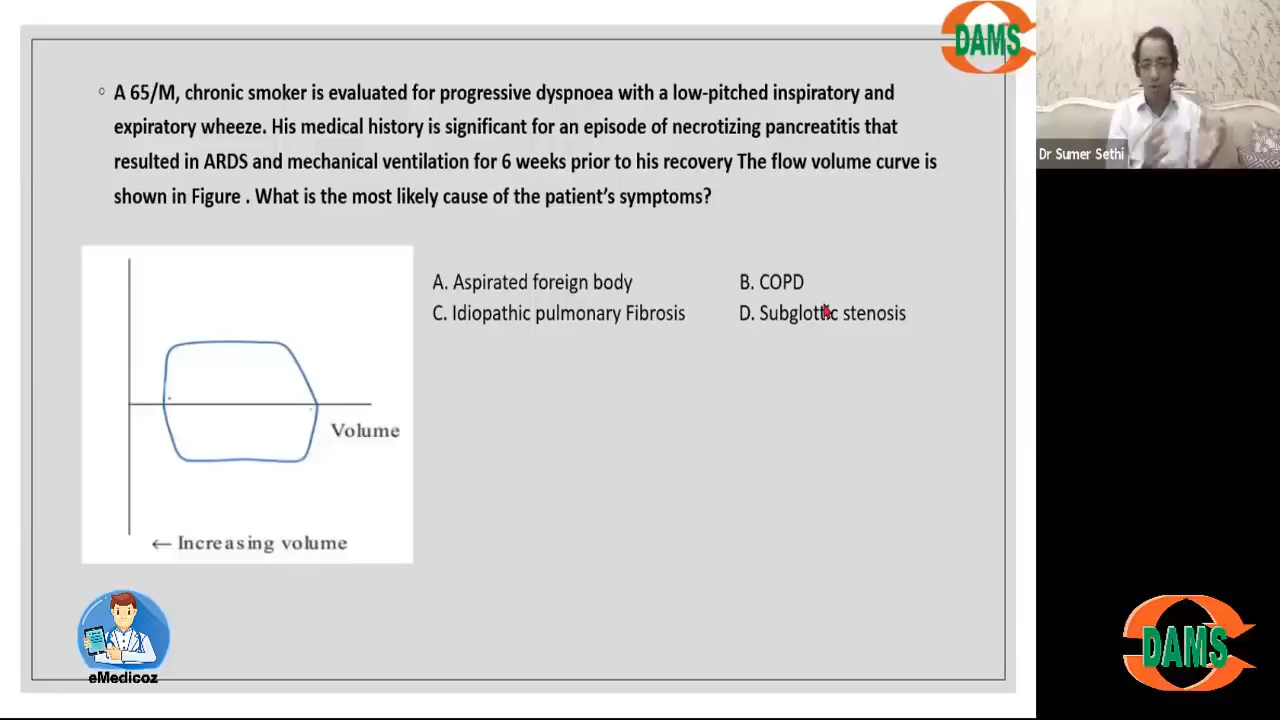 DAMS
Dr Sumer Sethi
A 65/M, chronic smoker is evaluated for progressive dyspnoea with a low-pitched inspiratory and
expiratory wheeze. His medical history is significant for an episode of necrotizing pancreatitis that
resulted in ARDS and mechanical ventilation for 6 weeks prior to his recovery The flow volume curve is
shown in Figure . What is the most likely cause of the patient's symptoms?
A. Aspirated foreign body
B. COPD
C. Idiopathic pulmonary Fibrosis
D. Subglottic stenosis
Volume
← Increasing volume
eMedicoz
DAMS